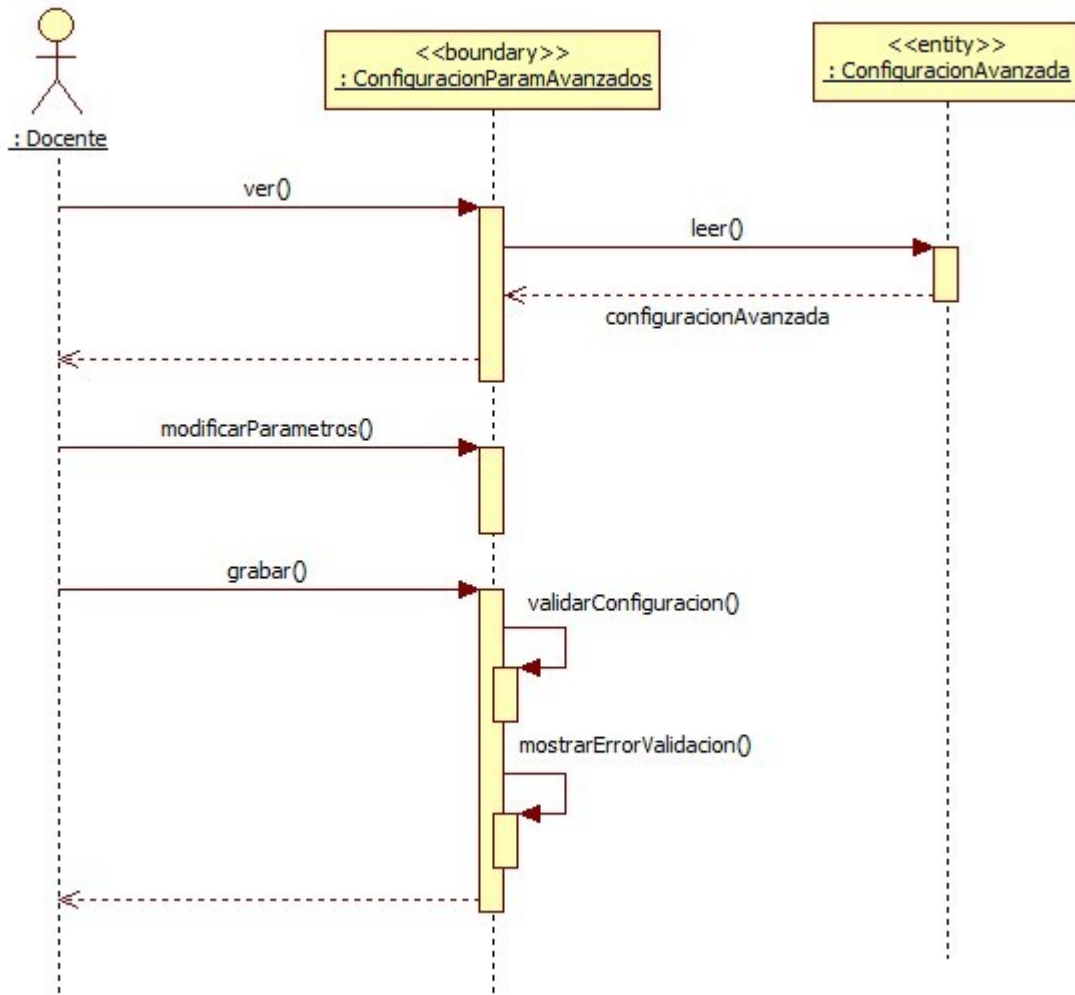 <<boundary>>
: ConfiguracionParamAvanzados
<<entity>>
: ConfiguracionAvanzada
: Docente
ver()
leer()
configuracionAvanzada
modificarParametros()
grabar()
validarConfiguracion()
mostrarErrorValidacion()